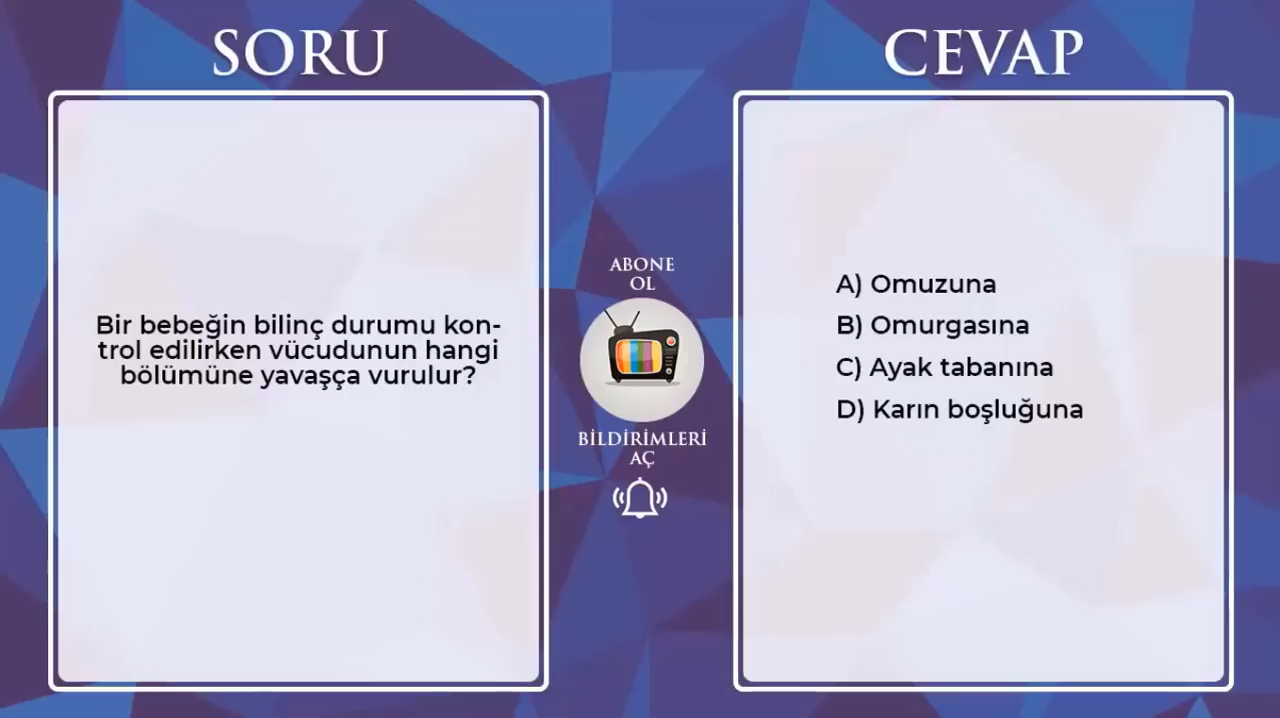 SORU
Bir bebeğin bilinç durumu kon-
trol edilirken vücudunun hangi
bölümüne yavaşça vurulur?
ABONE
OL
BİLDİRİMLERİ
AÇ
CEVAP
A) Omuzuna
B) Omurgasına
C) Ayak tabanına
D) Karın boşluğuna